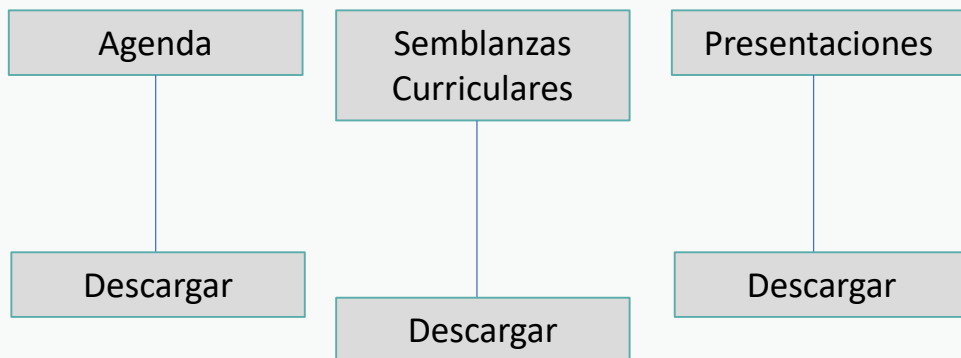 Agenda
Semblanzas
Curriculares
Presentaciones
Descargar
Descargar
Descargar